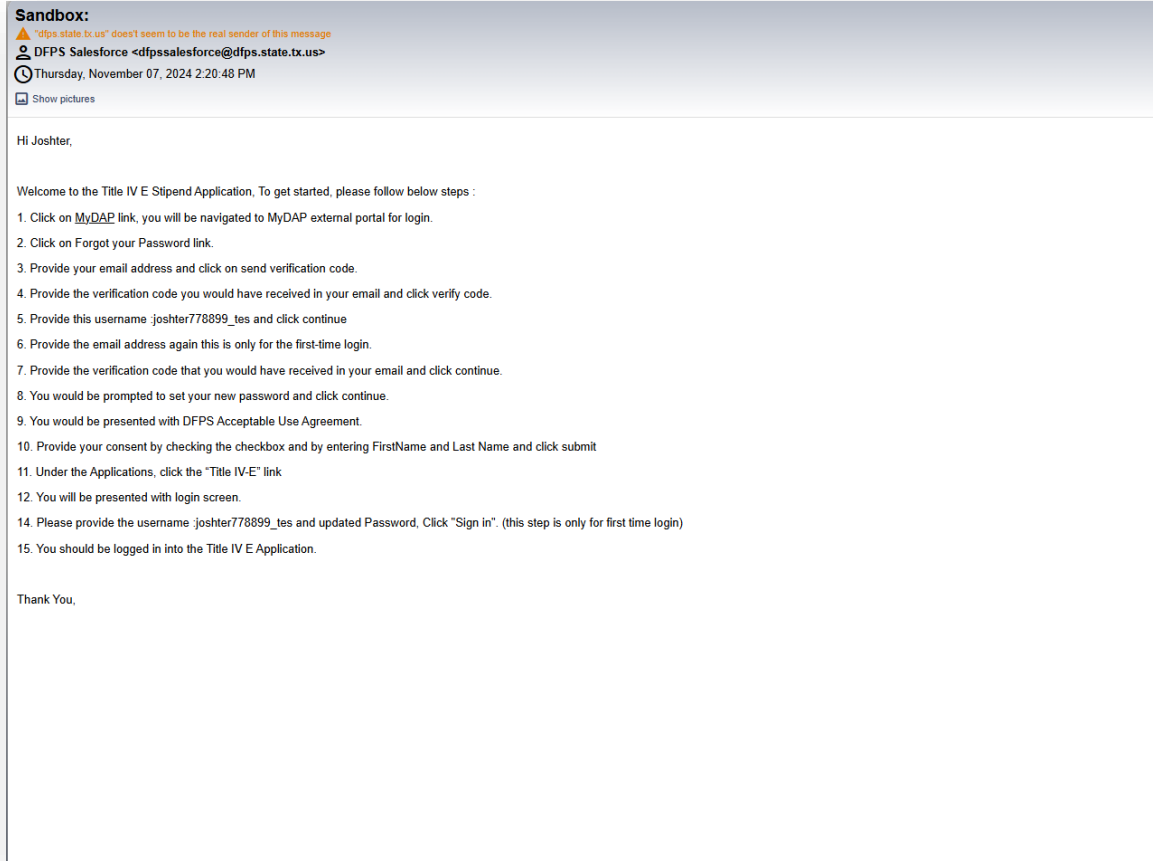 Sandbox:
"dfps.state.tx.us" does't seem to be the real sender of this message
DFPS Salesforce <dfpssalesforce@dfps.state.tx.us>
Thursday, November 07, 2024 2:20:48 PM
Show pictures
Hi Joshter,
Welcome to the Title IV E Stipend Application, To get started, please follow below steps :
1. Click on MyDAP link, you will be navigated to MyDAP external portal for login.
2. Click on Forgot your Password link.
3. Provide your email address and click on send verification code.
4. Provide the verification code you would have received in your email and click verify code.
5. Provide this username :joshter778899_tes and click continue
6. Provide the email address again this is only for the first-time login.
7. Provide the verification code that you would have received in your email and click continue.
8. You would be prompted to set your new password and click continue.
9. You would be presented with DFPS Acceptable Use Agreement.
10. Provide your consent by checking the checkbox and by entering FirstName and Last Name and click submit
11. Under the Applications, click the “Title IV-E” link
12. You will be presented with login screen.
14. Please provide the username :joshter778899_tes and updated Password, Click "Sign in". (this step is only for first time login)
15. You should be logged in into the Title IV E Application.
Thank You,